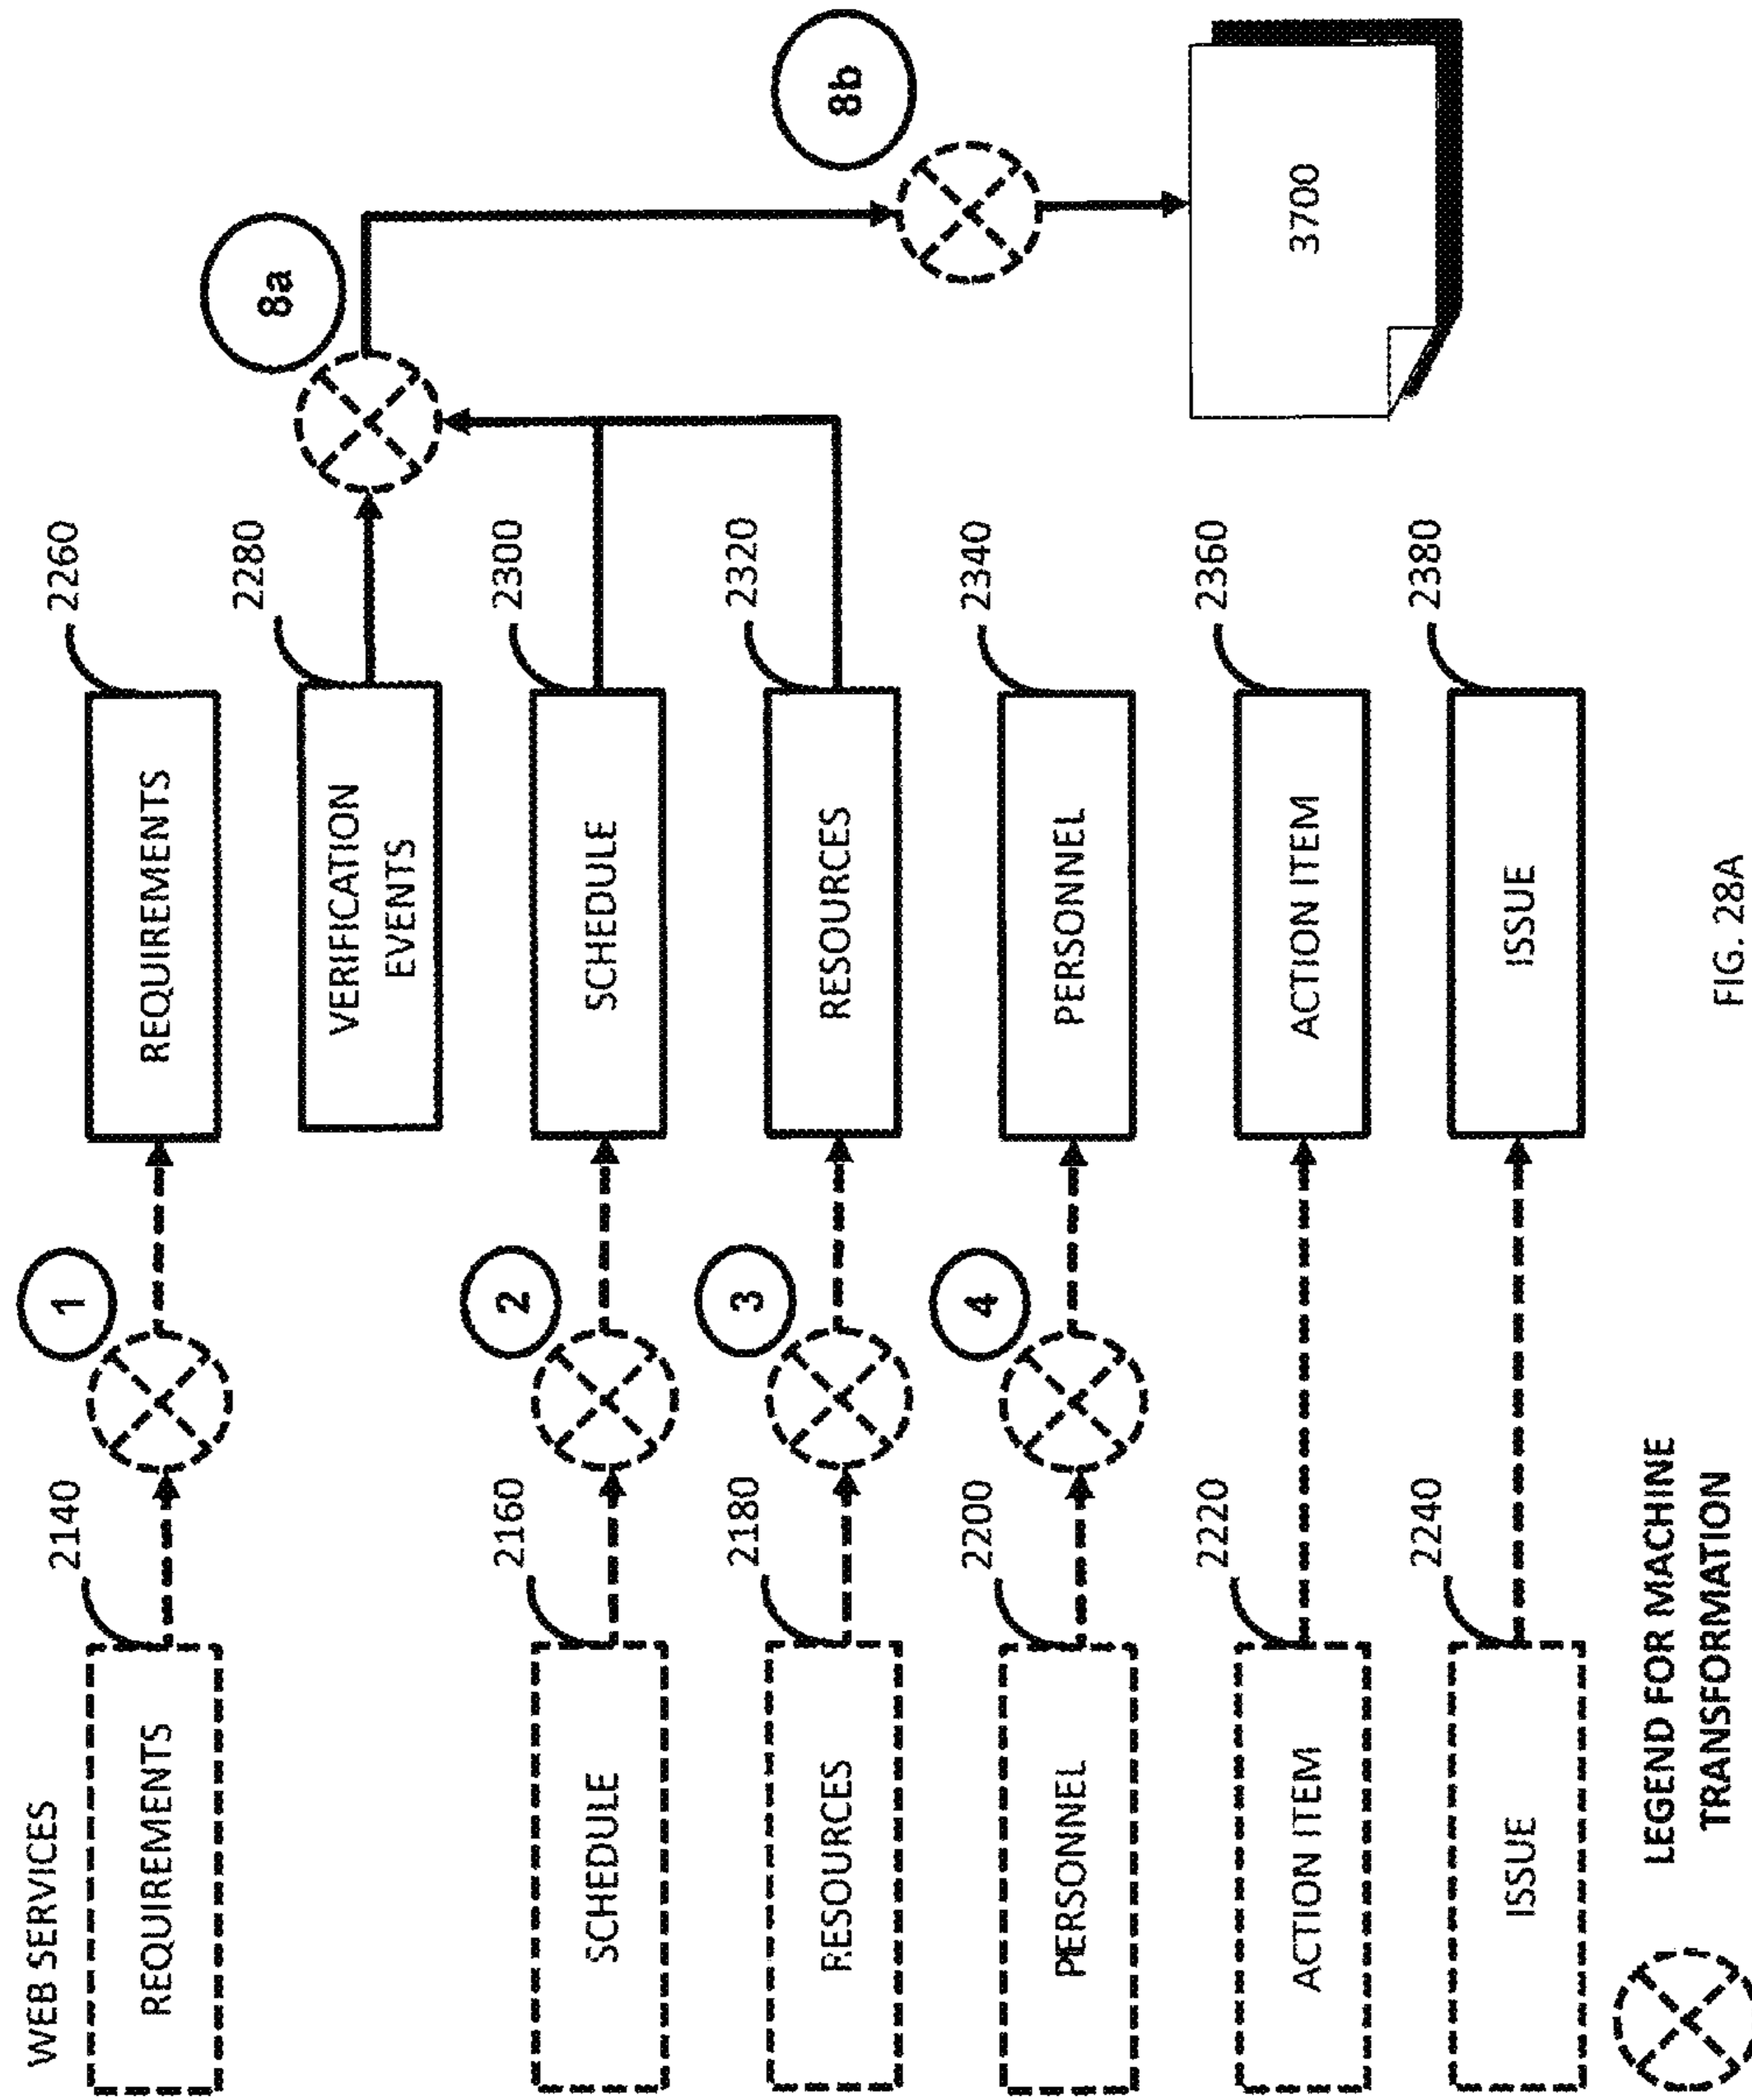 WEB SERVICES
REQUIREMENTS
2140
1
REQUIREMENTS
2260
VERIFICATION
EVENTS
2280
8a
SCHEDULE
2160
2
SCHEDULE
2300
RESOURCES
2180
3
RESOURCES
2320
8b
PERSONNEL
2200
4
PERSONNEL
2340
ACTION ITEM
2220
ACTION ITEM
2360
3700
ISSUE
2240
ISSUE
2380
LEGEND FOR MACHINE
TRANSFORMATION
FIG. 28A